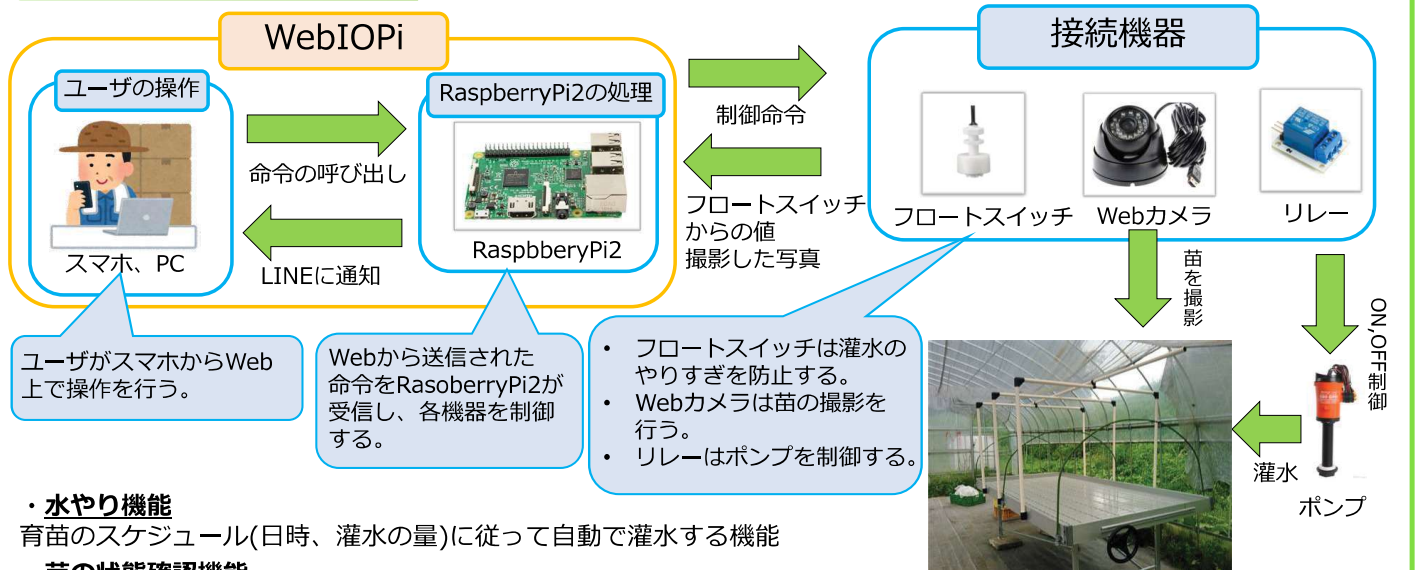 WebIOPi
接続機器
ユーザの操作
RaspberryPi2の処理
命令の呼び出し
LINEに通知
スマホ、PC
RaspbberyPi2
制御命令
フロートスイッチ
からの値
撮影した写真
フロートスイッチ
Webカメラ
リレー
苗を撮影
ON,OFF制御
ユーザがスマホからWeb
上で操作を行う。
Webから送信された
命令をRasoberryPi2が
受信し、各機器を制御
する。
• フロートスイッチは灌水の
やりすぎを防止する。
• Webカメラは苗の撮影を
行う。
• リレーはポンプを制御する。
灌水
ポンプ
・水やり機能
育苗のスケジュール(日時、灌水の量)に従って自動で灌水する機能
・苗の状態確認機能